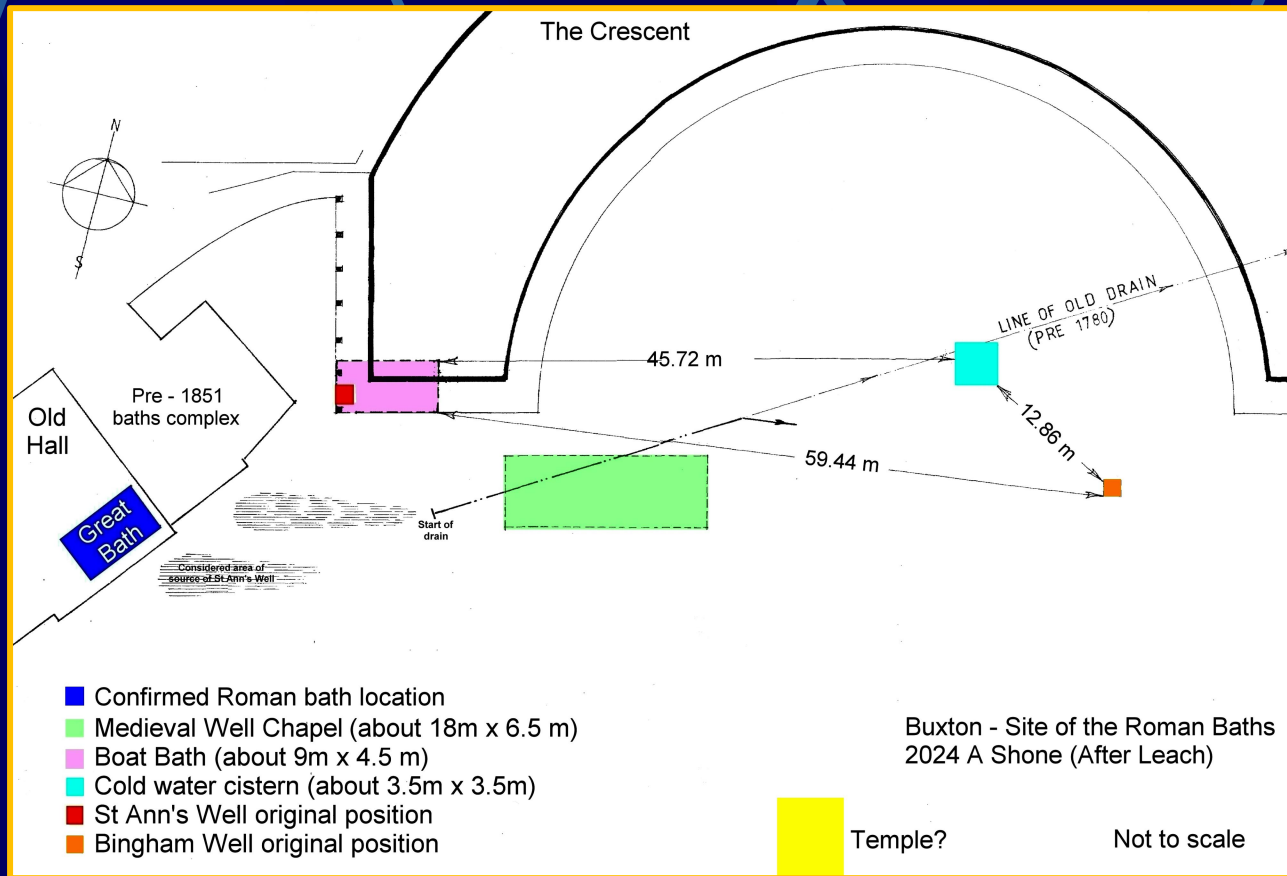 The Crescent
N
S
LINE OF OLD DRAIN
(PRE 1780)
45.72 m
Pre - 1851
baths complex
Old
Hall
12.86 m
59.44 m
Great
Bath
Start of
drain
Considered area of
source of St Ann's Well
Confirmed Roman bath location
Medieval Well Chapel (about 18m x 6.5 m)
Boat Bath (about 9m x 4.5 m)
Cold water cistern (about 3.5m x 3.5m)
St Ann's Well original position
Bingham Well original position
Buxton - Site of the Roman Baths
2024 A Shone (After Leach)
Temple?
Not to scale